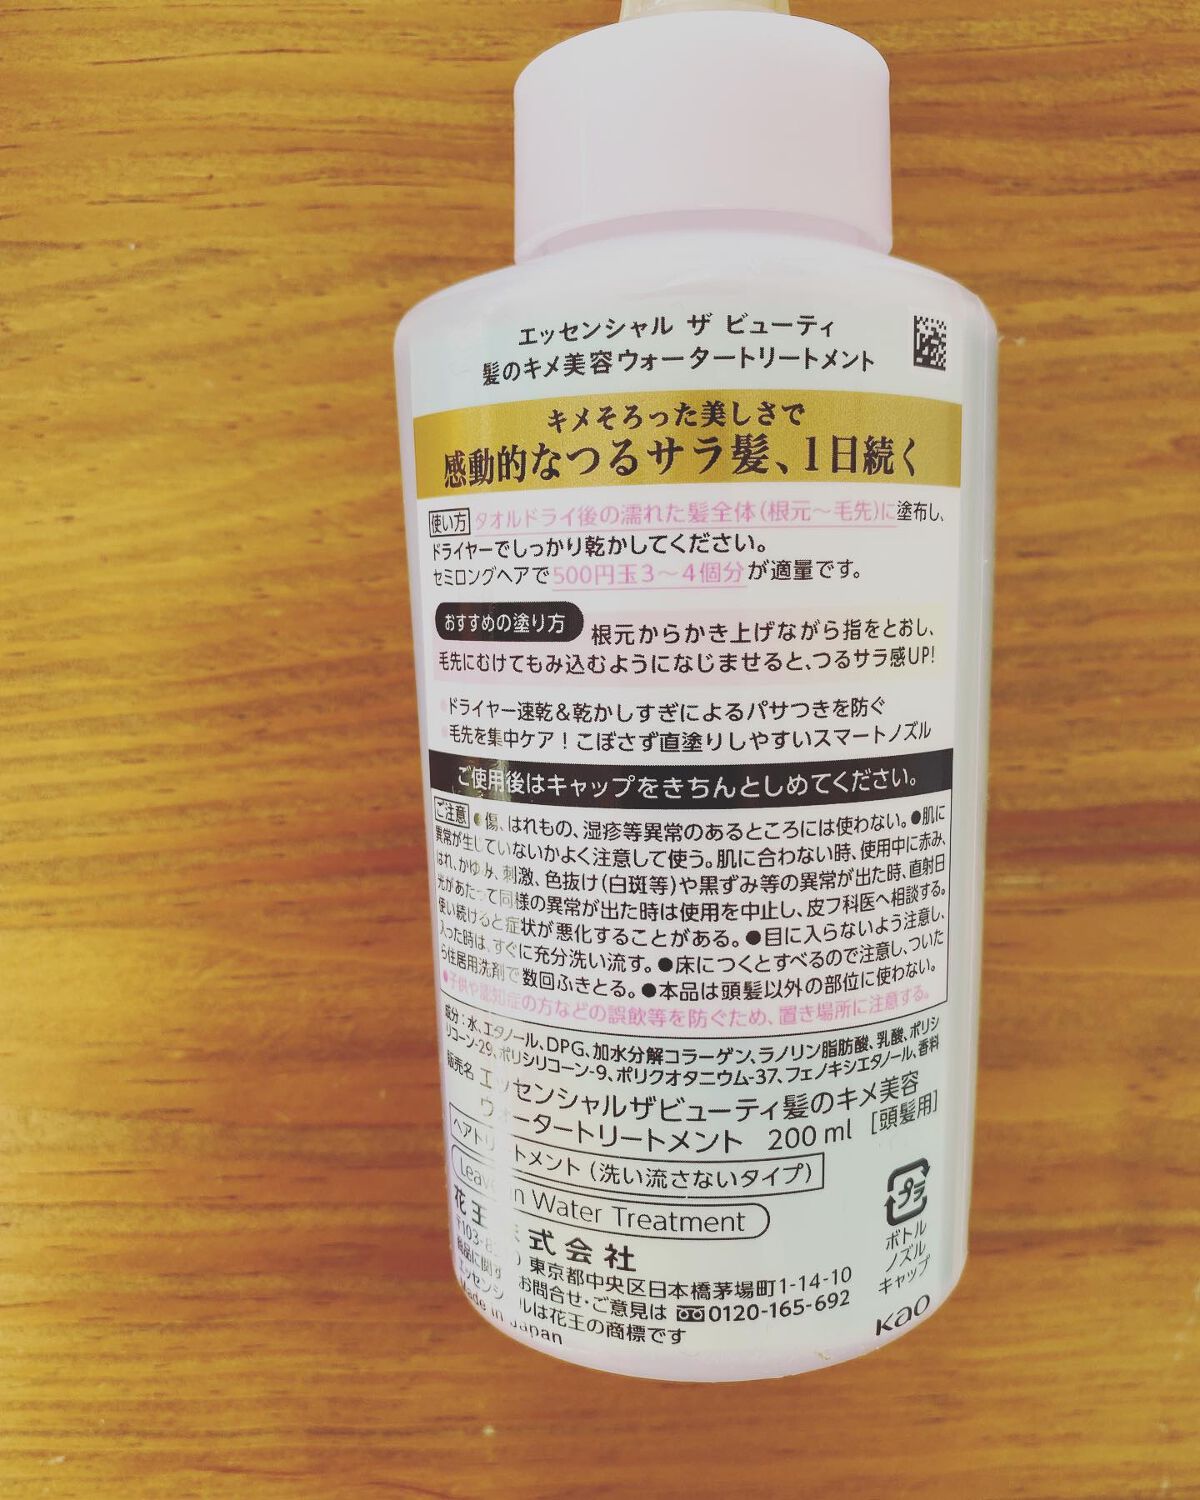 エッセンシャル ザ ビューティ
髪のキメ美容ウォータートリートメント
キメそろった美しさで
感動的なつるサラ髪、1日続く
使い方 タオルドライ後の濡れた髪全体(根元～毛先)に塗布し、
ドライヤーでしっかり乾かしてください。
セミロングヘアで500円玉3～4個分が適量です。
おすすめの塗り方 根元からかき上げながら指をとおし、
毛先にむけてもみ込むようになじませると、つるサラ感UP!
●ドライヤー速乾&乾かしすぎによるパサつきを防ぐ
●毛先を集中ケア!こぼさず直塗りしやすいスマートノズル
ご使用後はキャップをきちんとしめてください。
ご注意 ●傷、はれもの、湿疹等異常のあるところには使わない。●肌に
異常が生じていないかよく注意して使う。肌に合わない時、使用中に赤み、
はれ、かゆみ、刺激、色抜け(白斑等)や黒ずみ等の異常が出た時、直射日
光があたって同様の異常が出た時は使用を中止し、皮フ科医へ相談する。
使い続けると症状が悪化することがある。●目に入らないよう注意し、
入った時は、すぐに充分洗い流す。●床につくとすべるので注意し、ついた
ら住居用洗剤で数回ふきとる。●本品は頭髪以外の部位に使わない。
●子供や認知症の方などの誤飲等を防ぐため、置き場所に注意する。
成分:水、エタノール、DPG、加水分解コラーゲン、ラノリン脂肪酸、乳酸、ポリシ
リコーン-29、ポリシリコーン-9、ポリクオタニウム-37、フェノキシエタノール、香料
販売名 エッセンシャルザビューティ髪のキメ美容
ウォータートリートメント 200 ml [頭髪用]
ヘアトリートメント (洗い流さないタイプ)
Leave in Water Treatment
花王株式会社
東京都中央区日本橋茅場町1-14-10
お問合せ・ご意見は 0120-165-692
エッセンシャルは花王の商標です
Made in Japan
プラ
ボトル
ノズル
キャップ
Kao